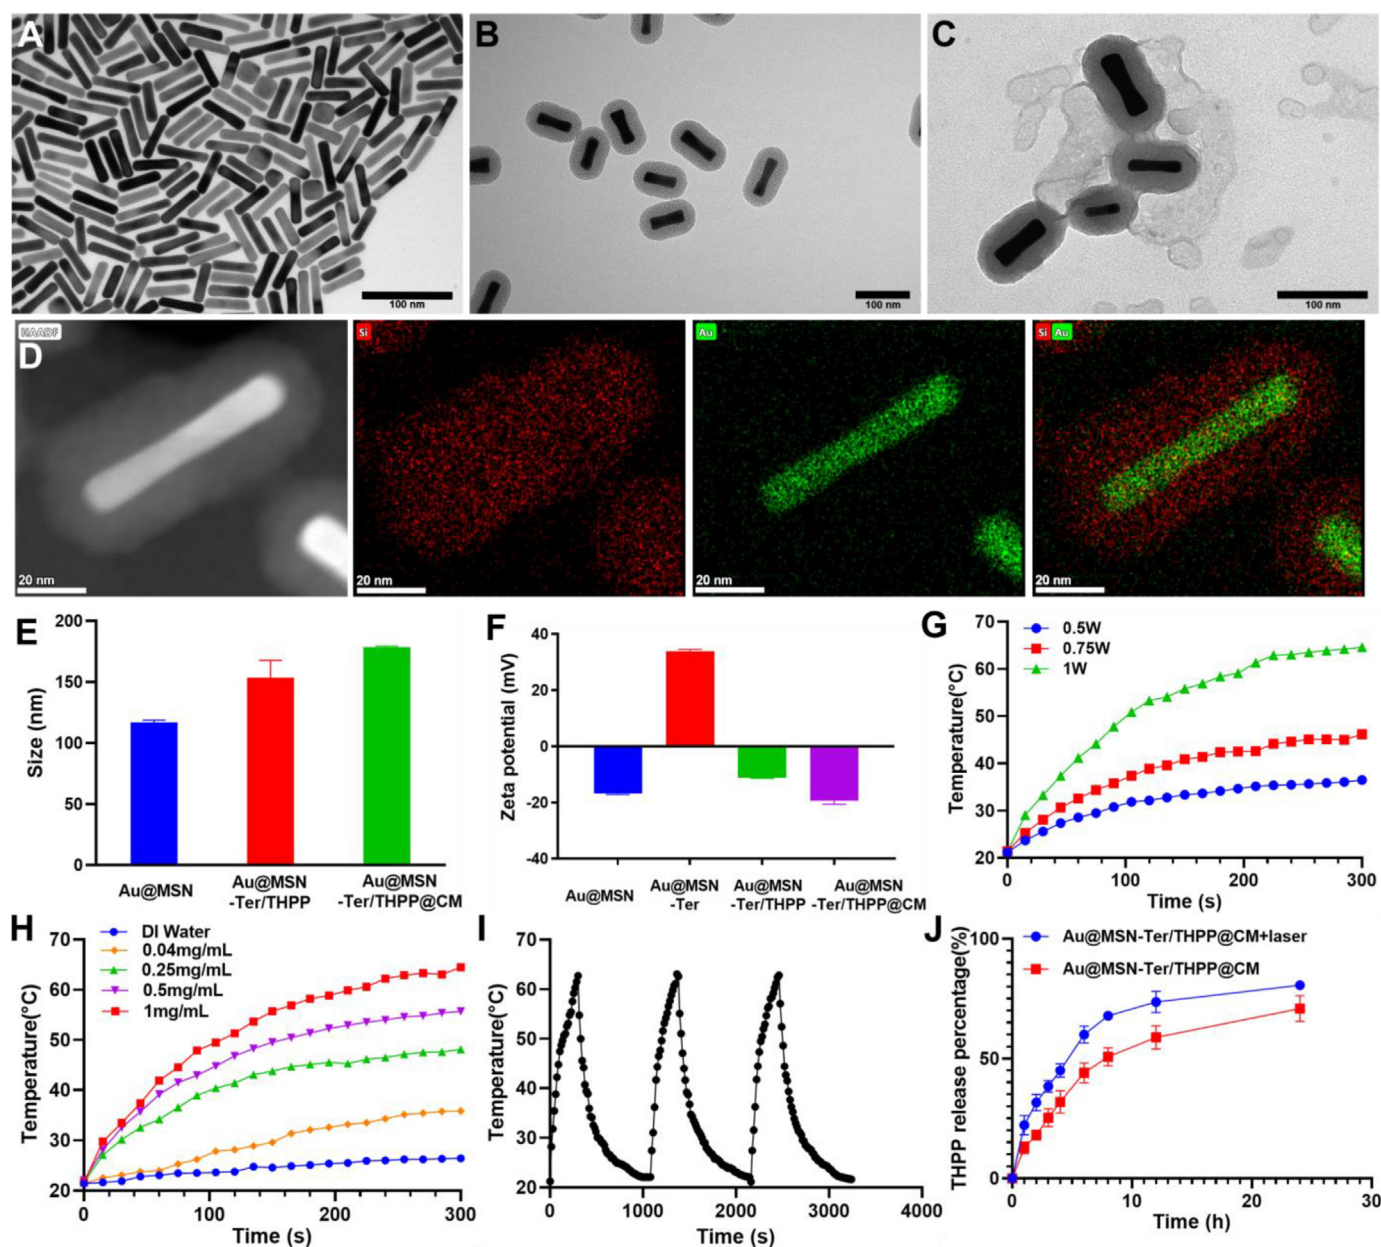 A
100 nm
B
100 nm
C
100 nm
D
HAADF
20 nm
Si
Au
Si Au
20 nm
E
Size (nm)
200
150
100
50
0
Au@MSN
Au@MSN
-Ter/THPP
Au@MSN
-Ter/THPP@CM
F
Zeta potential (mV)
40
20
0
-20
-40
Au@MSN
Au@MSN
-Ter
Au@MSN
-Ter/THPP
Au@MSN
-Ter/THPP@CM
G
0.5W
0.75W
1W
Temperature(°C)
70
60
50
40
30
20
0
100
200
300
Time (s)
H
DI Water
0.04mg/mL
0.25mg/mL
0.5mg/mL
1mg/mL
Temperature(°C)
70
60
50
40
30
20
0
100
200
300
Time (s)
I
Temperature(°C)
70
60
50
40
30
20
0
1000
2000
3000
4000
Time (s)
J
Au@MSN-Ter/THPP@CM+laser
Au@MSN-Ter/THPP@CM
THPP release percentage(%)
100
50
0
0
10
20
30
Time (h)